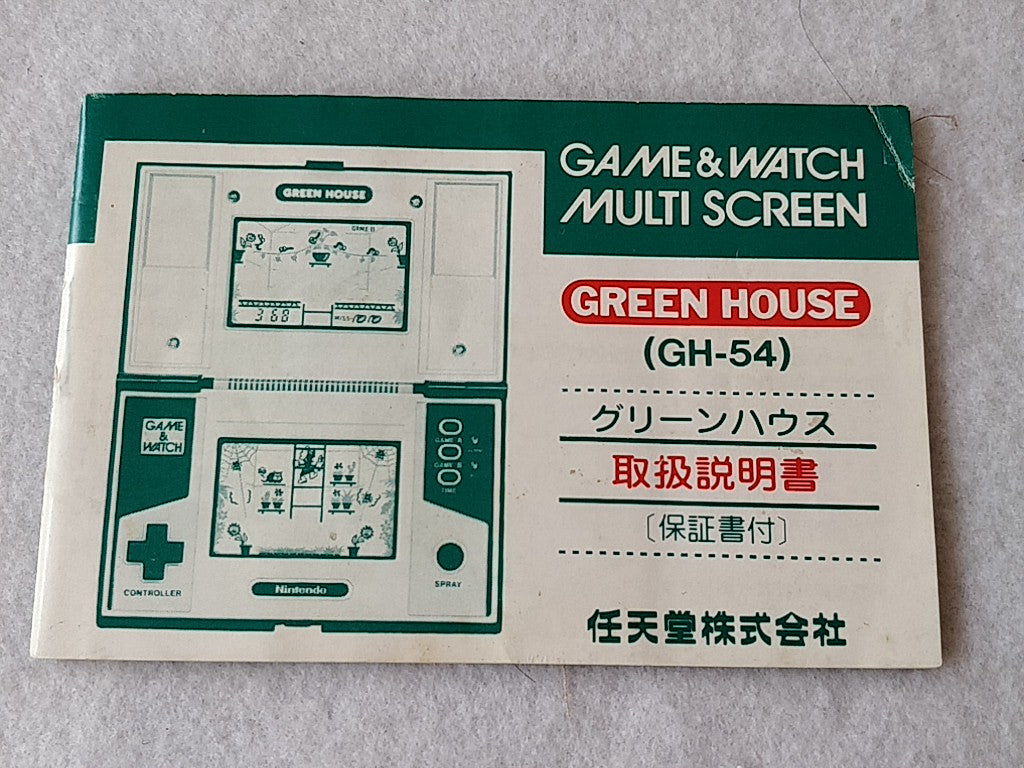 GAME & WATCH
MULTI SCREEN
GREEN HOUSE
(GH-54)
グリーンハウス
取扱説明書
〔保証書付〕
任天堂株式会社
GREEN HOUSE
GAME B
360
MISS
GAME
&
WATCH
GAME A
GAME B
TIME
CONTROLLER
SPRAY
Nintendo